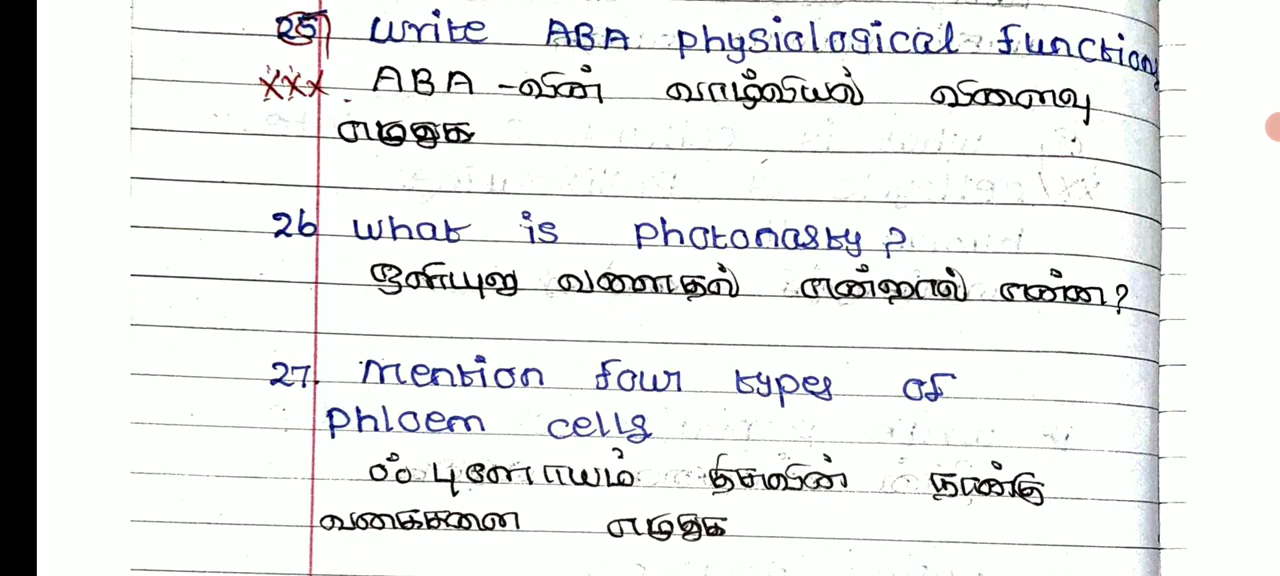 25) Write ABA physiological function
xxx. ABA - வின் வாழ்வியல் விளைவு
எழுதுக
26 What is photonasty?
ஒளியுறு வளைதல் என்றால் என்ன?
27. Mention four types of
phloem cells
ஃபுளோயம் திசுவின் நான்கு
வகைகளை எழுதுக